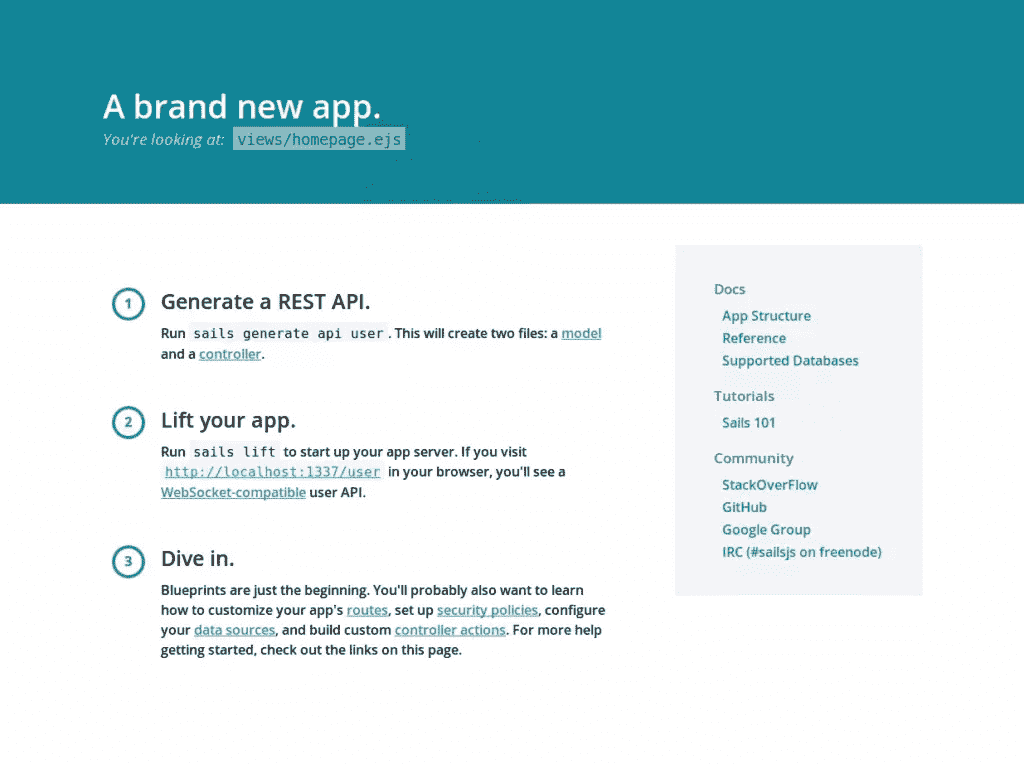 A brand new app.
You're looking at: views/homepage.ejs
1
Generate a REST API.
Run sails generate api user. This will create two files: a model
and a controller.
2
Lift your app.
Run sails lift to start up your app server. If you visit
http://localhost:1337/user in your browser, you'll see a
WebSocket-compatible user API.
3
Dive in.
Blueprints are just the beginning. You'll probably also want to learn
how to customize your app's routes, set up security policies, configure
your data sources, and build custom controller actions. For more help
getting started, check out the links on this page.
Docs
App Structure
Reference
Supported Databases
Tutorials
Sails 101
Community
StackOverFlow
GitHub
Google Group
IRC (#sailsjs on freenode)